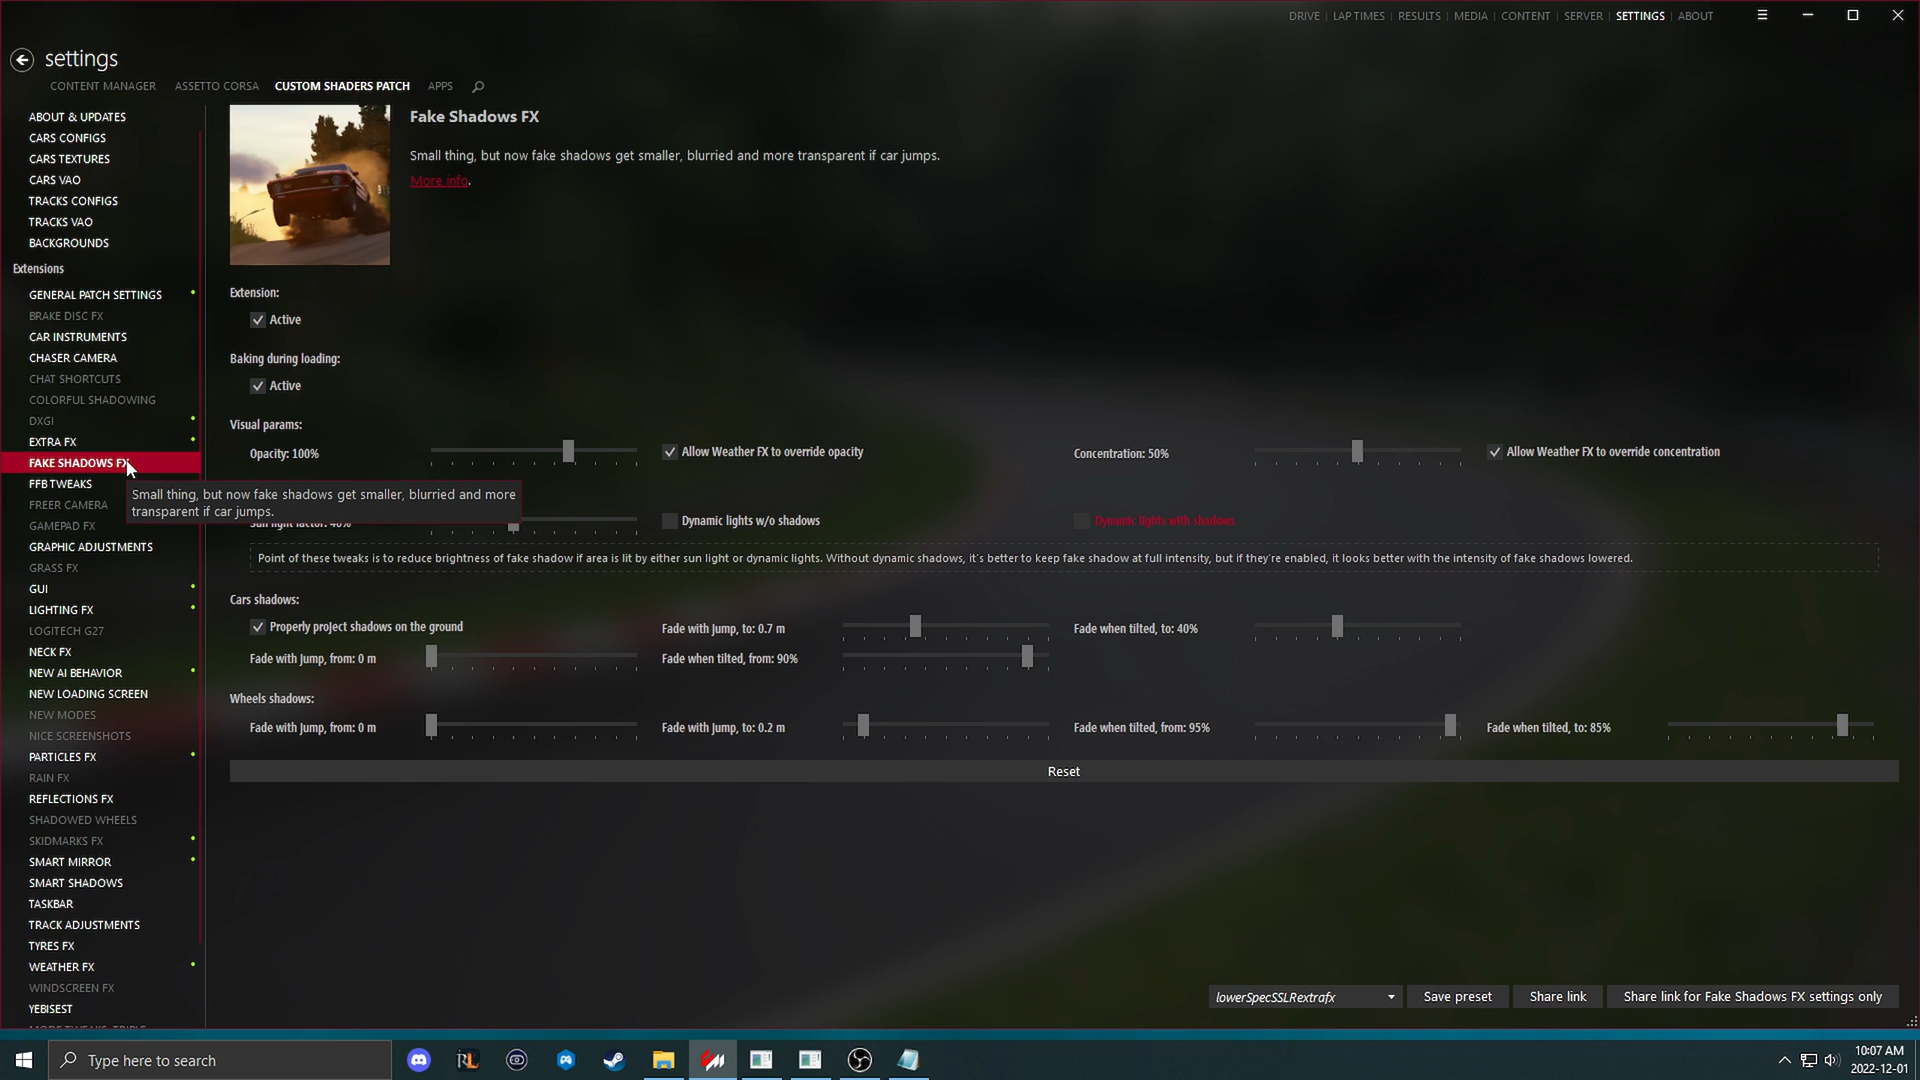 DRIVE | LAP TIMES | RESULTS | MEDIA | CONTENT | SERVER | SETTINGS | ABOUT
settings
CONTENT MANAGER ASSETTO CORSA CUSTOM SHADERS PATCH APPS
ABOUT & UPDATES
CARS CONFIGS
CARS TEXTURES
CARS VAO
TRACKS CONFIGS
TRACKS VAO
BACKGROUNDS
Extensions
GENERAL PATCH SETTINGS
BRAKE DISC FX
CAR INSTRUMENTS
CHASER CAMERA
CHAT SHORTCUTS
COLORFUL SHADOWING
DXGI
EXTRA FX
FAKE SHADOWS FX
FFB TWEAKS
FREER CAMERA
GAMEPAD FX
GRAPHIC ADJUSTMENTS
GRASS FX
GUI
LIGHTING FX
LOGITECH G27
NECK FX
NEW AI BEHAVIOR
NEW LOADING SCREEN
NEW MODES
NICE SCREENSHOTS
PARTICLES FX
RAIN FX
REFLECTIONS FX
SHADOWED WHEELS
SKIDMARKS FX
SMART MIRROR
SMART SHADOWS
TASKBAR
TRACK ADJUSTMENTS
TYRES FX
WEATHER FX
WINDSCREEN FX
YEBISEST
MORE TWEAKS: TRIPLE
Fake Shadows FX
Small thing, but now fake shadows get smaller, blurried and more transparent if car jumps.
More info.
Extension:
Active
Baking during loading:
Active
Visual params:
Opacity: 100% Allow Weather FX to override opacity Concentration: 50% Allow Weather FX to override concentration
Small thing, but now fake shadows get smaller, blurried and more
transparent if car jumps.
Sun light factor: 40% Dynamic lights w/o shadows Dynamic lights with shadows
Point of these tweaks is to reduce brightness of fake shadow if area is lit by either sun light or dynamic lights. Without dynamic shadows, it's better to keep fake shadow at full intensity, but if they're enabled, it looks better with the intensity of fake shadows lowered.
Cars shadows:
Properly project shadows on the ground Fade with jump, to: 0.7 m Fade when tilted, to: 40%
Fade with jump, from: 0 m Fade when tilted, from: 90%
Wheels shadows:
Fade with jump, from: 0 m Fade with jump, to: 0.2 m Fade when tilted, from: 95% Fade when tilted, to: 85%
Reset
lowerSpecSSLRextrafx Save preset Share link Share link for Fake Shadows FX settings only
Type here to search
10:07 AM
2022-12-01